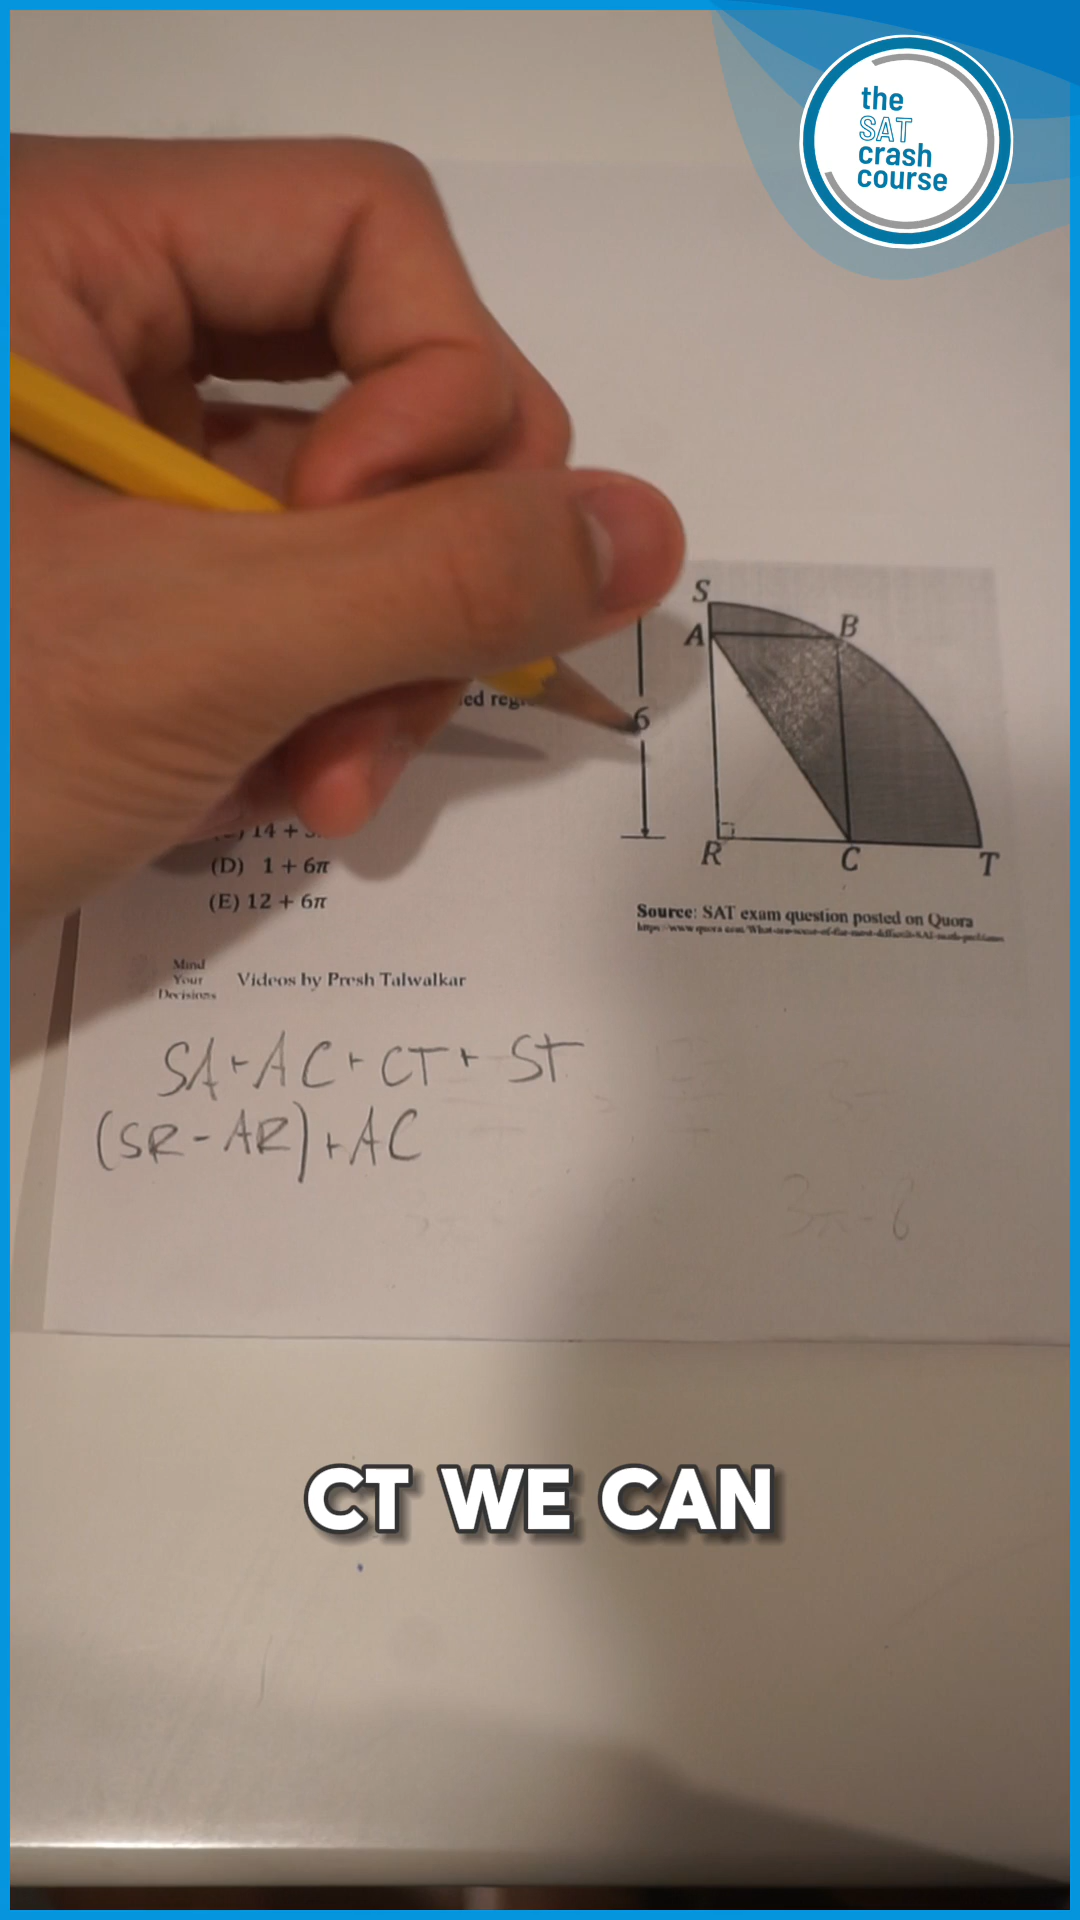 the
SAT
crash
course
S
A
B
6
R
C
T
14 +
(D) 1 + 6π
(E) 12 + 6π
Source: SAT exam question posted on Quora
Mind
Your
Decisions
Videos by Presh Talwalkar
SA + AC + CT + ST
(SR - AR) + AC
CT WE CAN